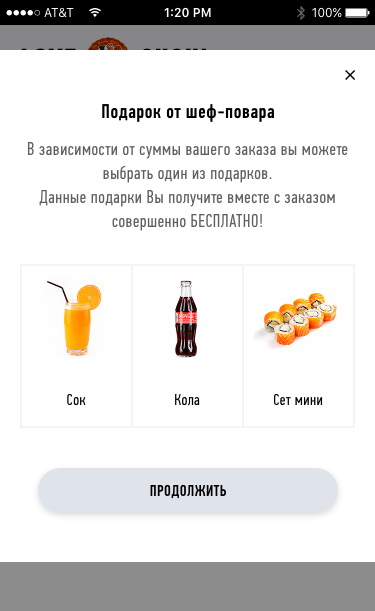 AT&T 1:20 PM 100%
Подарок от шеф-повара
В зависимости от суммы вашего заказа вы можете
выбрать один из подарков.
Данные подарки Вы получите вместе с заказом
совершенно БЕСПЛАТНО!
Сок Кола Сет мини
ПРОДОЛЖИТЬ